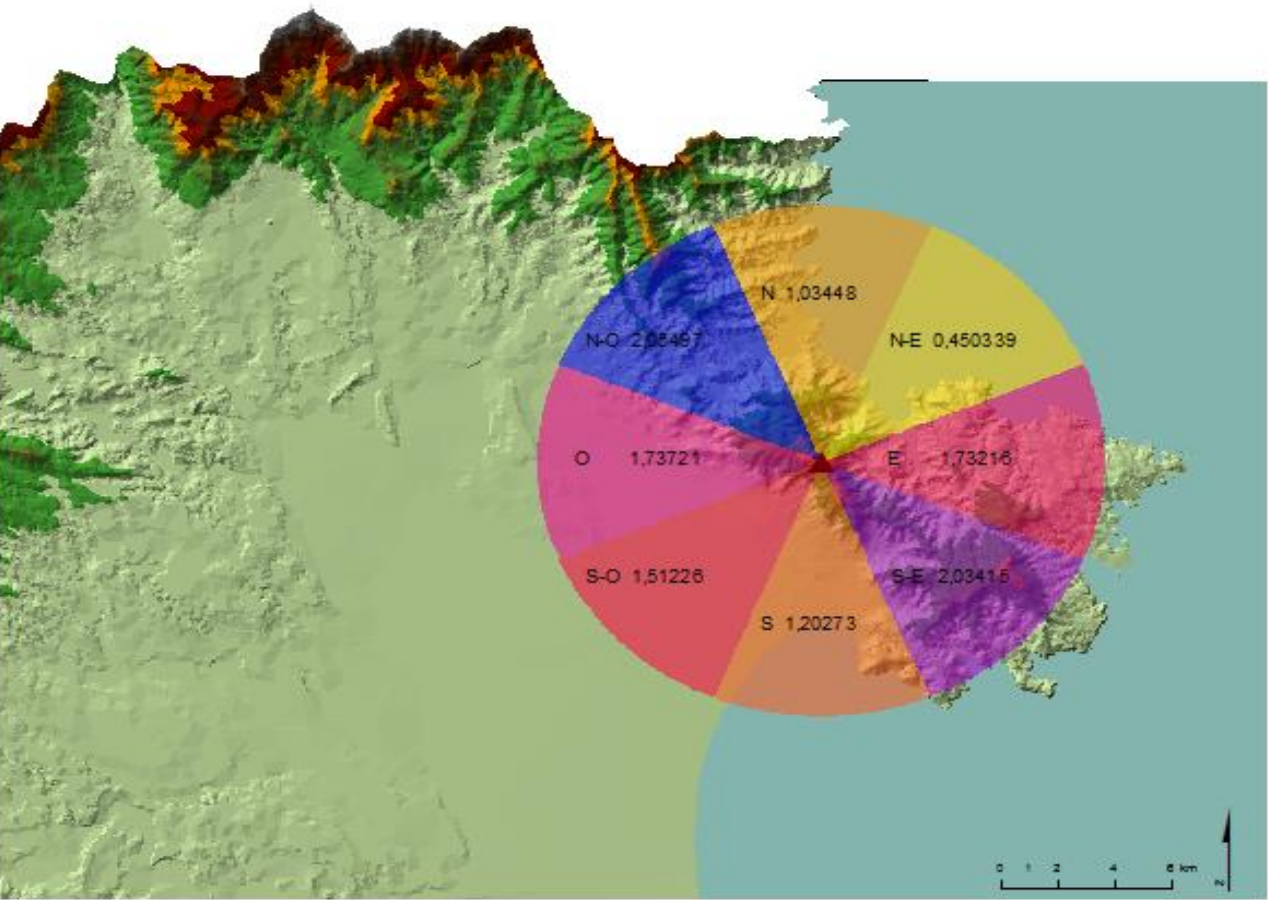 N 1,03448
N-O 2,05497
N-E 0,450339
O 1,73721
E 1,73216
S-O 1,51226
S-E 2,03415
S 1,20273
0 1 2 4 6 km
N